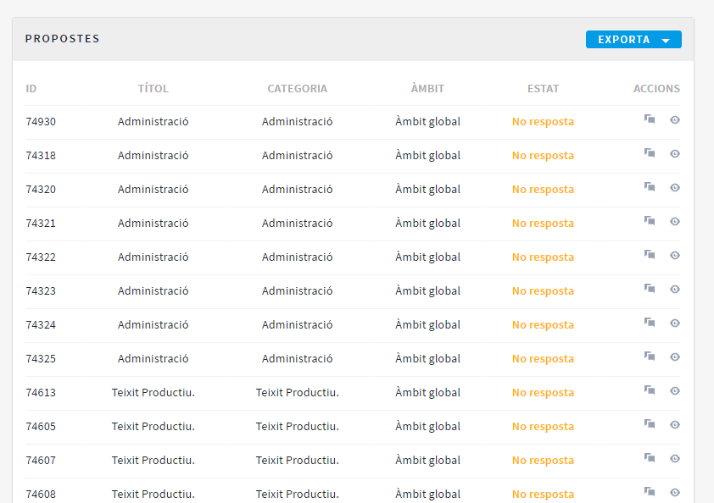 PROPOSTES EXPORTA
ID TÍTOL CATEGORIA ÀMBIT ESTAT ACCIONS
74930 Administració Administració Àmbit global No resposta
74318 Administració Administració Àmbit global No resposta
74320 Administració Administració Àmbit global No resposta
74321 Administració Administració Àmbit global No resposta
74322 Administració Administració Àmbit global No resposta
74323 Administració Administració Àmbit global No resposta
74324 Administració Administració Àmbit global No resposta
74325 Administració Administració Àmbit global No resposta
74613 Teixit Productiu. Teixit Productiu. Àmbit global No resposta
74605 Teixit Productiu. Teixit Productiu. Àmbit global No resposta
74607 Teixit Productiu. Teixit Productiu. Àmbit global No resposta
74608 Teixit Productiu. Teixit Productiu. Àmbit global No resposta